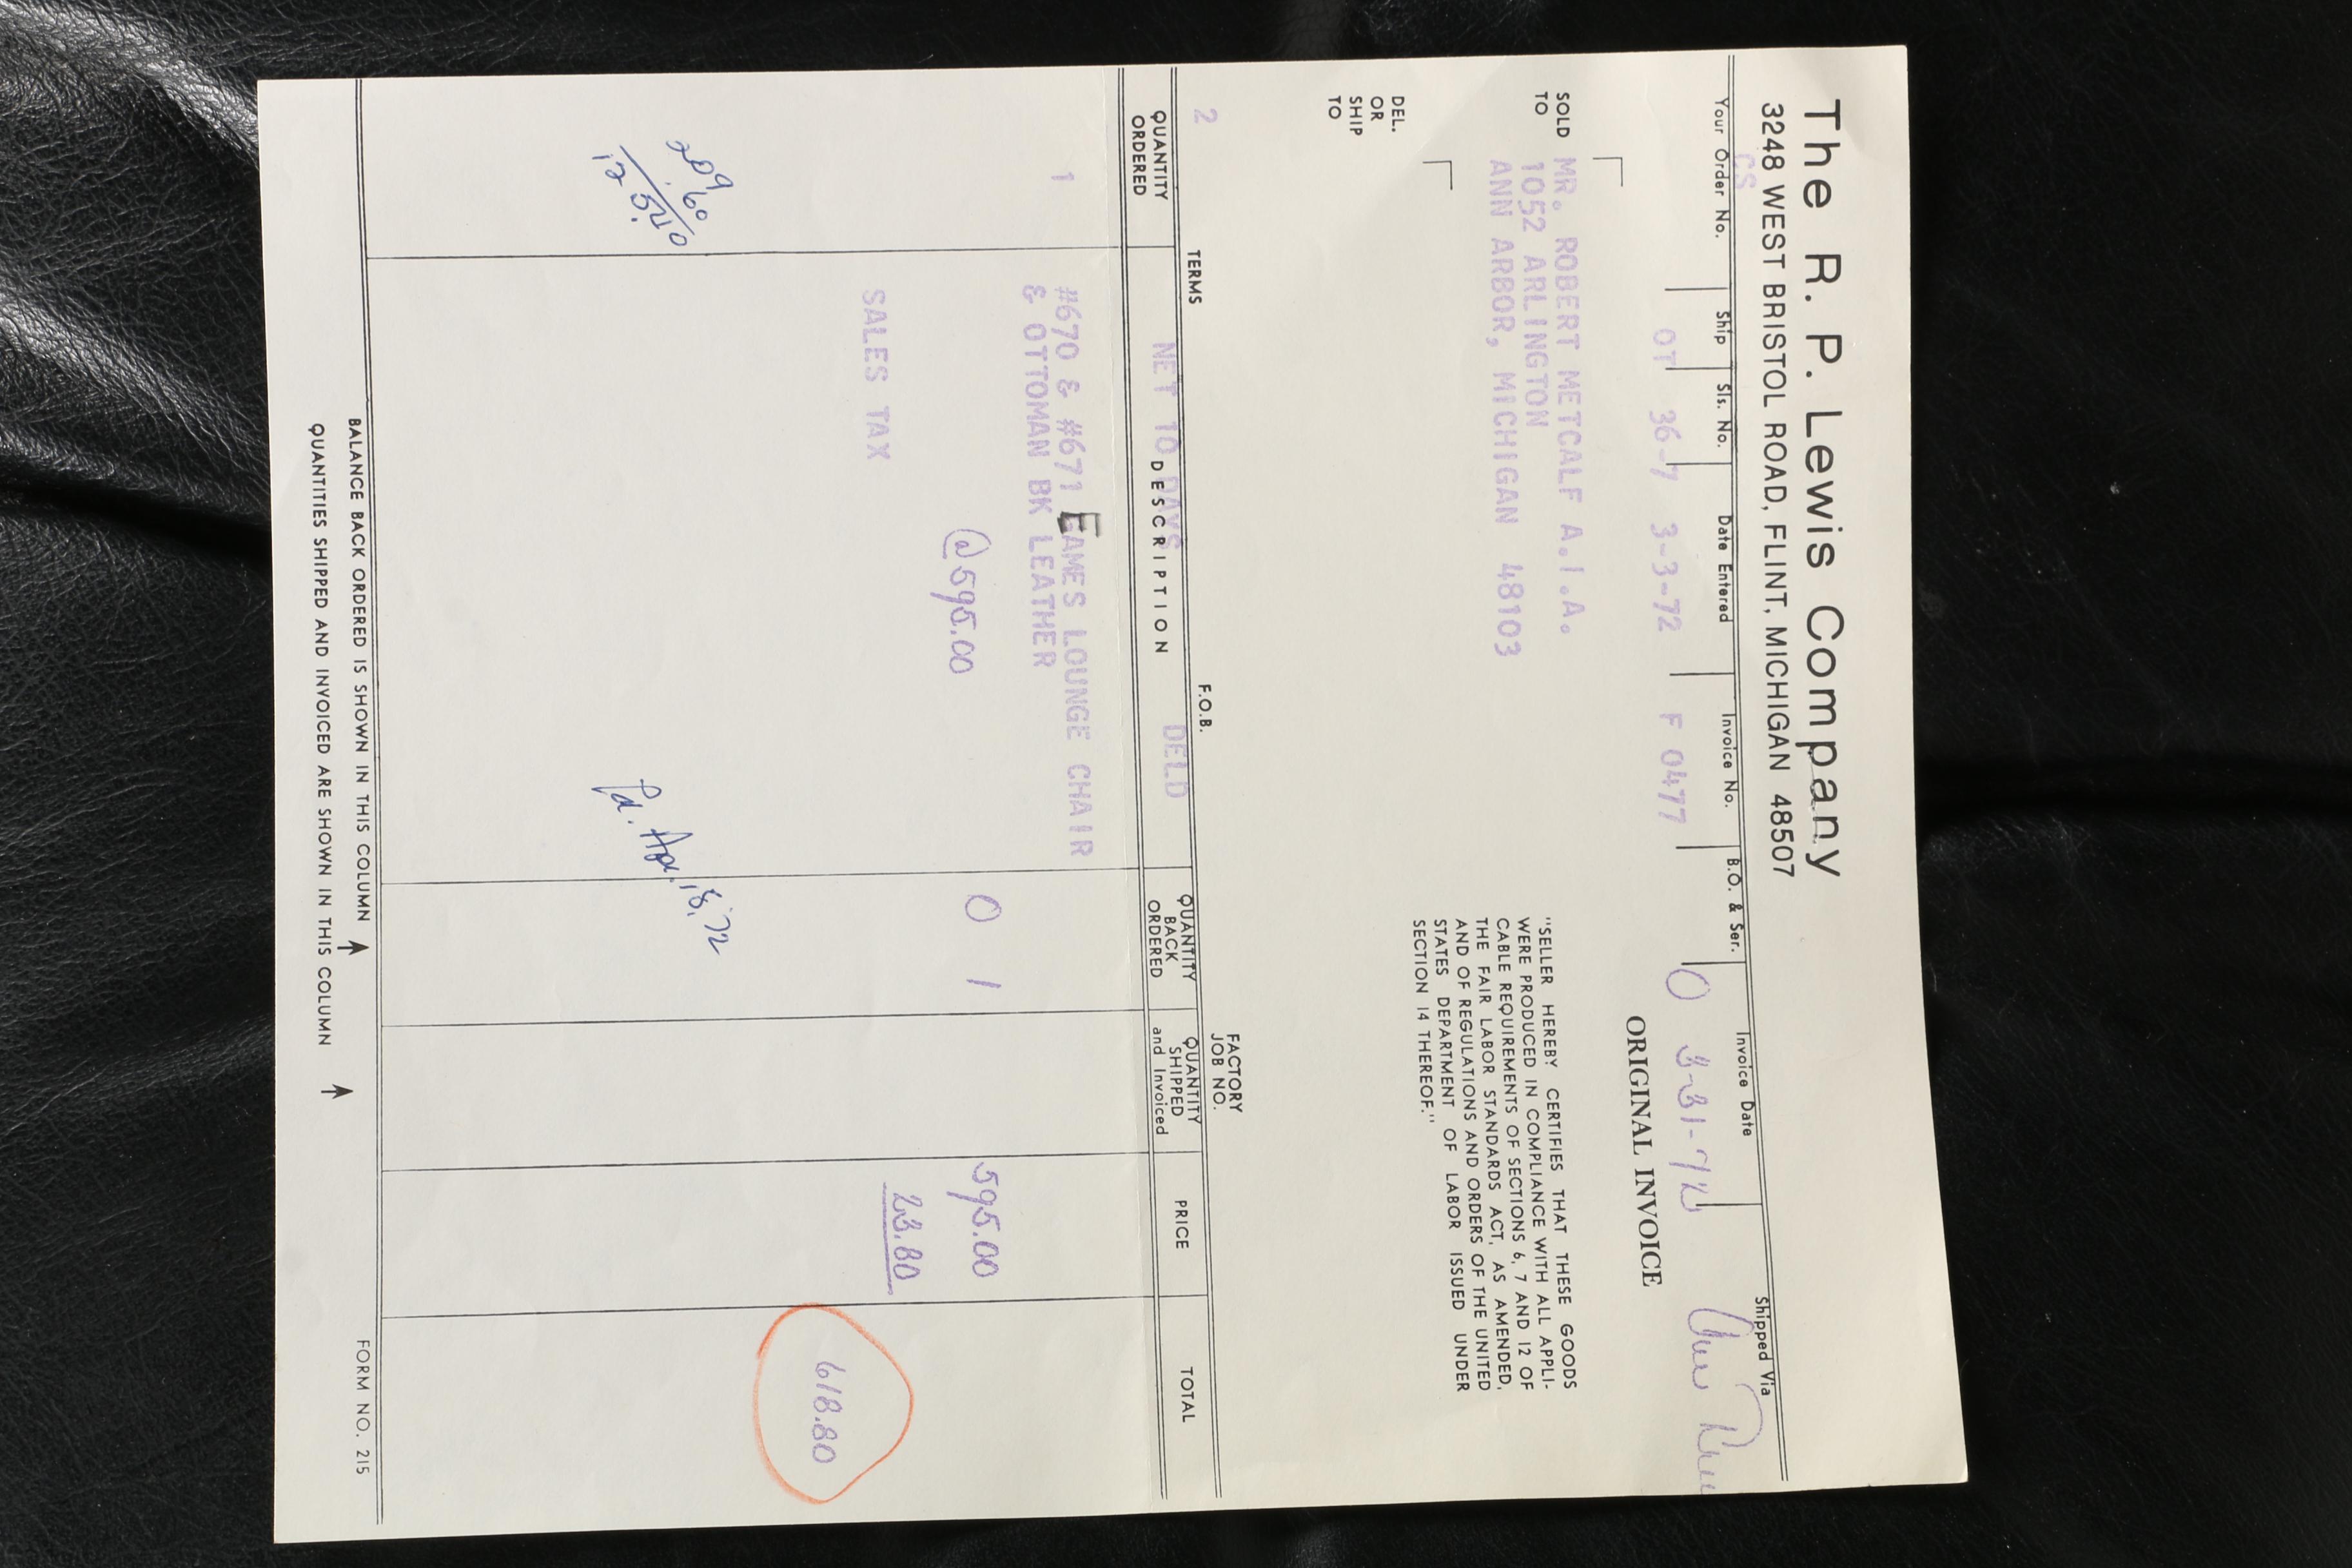 The R. P. Lewis Company
3248 WEST BRISTOL ROAD, FLINT, MICHIGAN 48507
CS
Your Order No. Ship Sls. No. Date Entered Invoice No. B.O. & Ser. Invoice Date Shipped Via
OT 36-7 3-3-72 F 0477 0 3-31-72 Our
ORIGINAL INVOICE
SOLD TO
MR. ROBERT METCALF A.I.A.
1052 ARLINGTON
ANN ARBOR, MICHIGAN 48103
"SELLER HEREBY CERTIFIES THAT THESE GOODS
WERE PRODUCED IN COMPLIANCE WITH ALL APPLI-
CABLE REQUIREMENTS OF SECTIONS 6, 7 AND 12 OF
THE FAIR LABOR STANDARDS ACT, AS AMENDED,
AND OF REGULATIONS AND ORDERS OF THE UNITED
STATES DEPARTMENT OF LABOR ISSUED UNDER
SECTION 14 THEREOF."
DEL.
OR
SHIP
TO
2
TERMS
F.O.B.
FACTORY
JOB NO.
NET 10 DAYS
DELD
QUANTITY
ORDERED
DESCRIPTION
QUANTITY
BACK
ORDERED
QUANTITY
SHIPPED
and Invoiced
PRICE
TOTAL
1 #670 & #671 EAMES LOUNGE CHAIR
& OTTOMAN BK LEATHER
@595.00 0 1 595.00
SALES TAX 23.80
618.80
209
.60
12540
Pd. Apr. 18, 72
BALANCE BACK ORDERED IS SHOWN IN THIS COLUMN
QUANTITIES SHIPPED AND INVOICED ARE SHOWN IN THIS COLUMN
FORM NO. 215